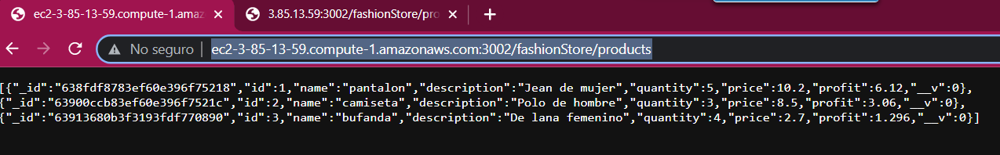 ec2-3-85-13-59.compute-1.amaz
3.85.13.59:3002/fashionStore/pro
No seguro
ec2-3-85-13-59.compute-1.amazonaws.com:3002/fashionStore/products
[{"_id":"638fdf8783ef60e396f75218","id":1,"name":"pantalon","description":"Jean de mujer","quantity":5,"price":10.2,"profit":6.12,"__v":0},
{"_id":"63900ccb83ef60e396f7521c","id":2,"name":"camiseta","description":"Polo de hombre","quantity":3,"price":8.5,"profit":3.06,"__v":0},
{"_id":"63913680b3f3193fdf770890","id":3,"name":"bufanda","description":"De lana femenino","quantity":4,"price":2.7,"profit":1.296,"__v":0}]